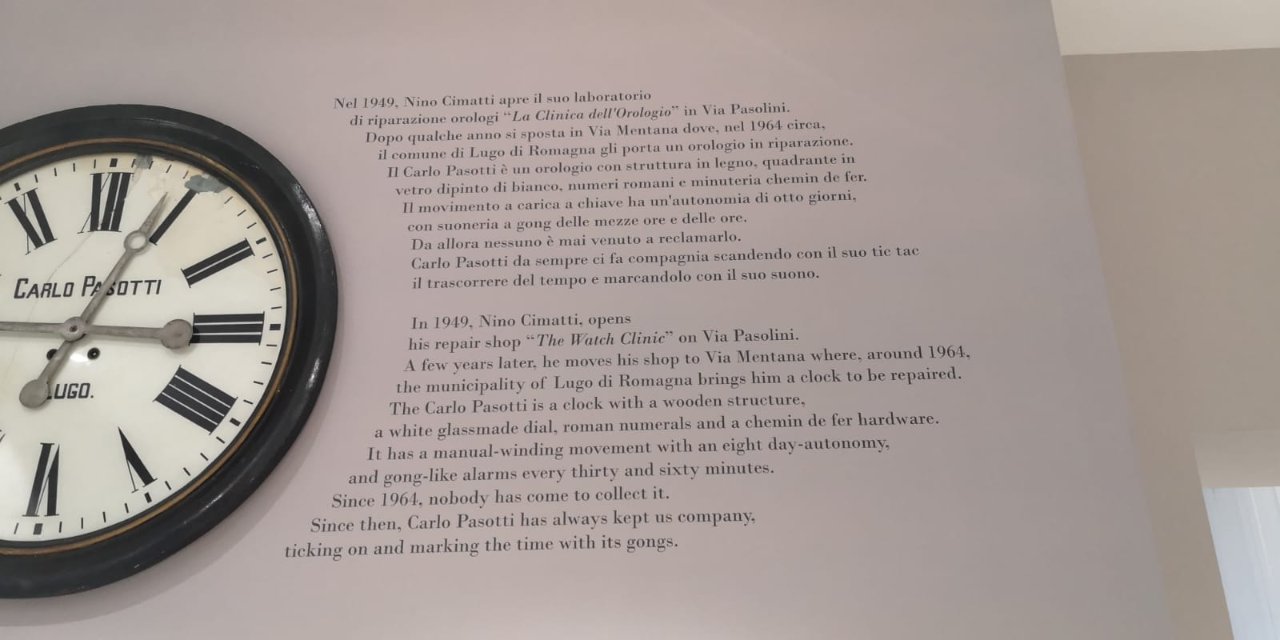 Nel 1949, Nino Cimatti apre il suo laboratorio
di riparazione orologi “La Clinica dell'Orologio” in Via Pasolini.
Dopo qualche anno si sposta in Via Mentana dove, nel 1964 circa,
il comune di Lugo di Romagna gli porta un orologio in riparazione.
Il Carlo Pasotti è un orologio con struttura in legno, quadrante in
vetro dipinto di bianco, numeri romani e minuteria chemin de fer.
Il movimento a carica a chiave ha un'autonomia di otto giorni,
con suoneria a gong delle mezze ore e delle ore.
Da allora nessuno è mai venuto a reclamarlo.
Carlo Pasotti da sempre ci fa compagnia scandendo con il suo tic tac
il trascorrere del tempo e marcandolo con il suo suono.
In 1949, Nino Cimatti, opens
his repair shop “The Watch Clinic” on Via Pasolini.
A few years later, he moves his shop to Via Mentana where, around 1964,
the municipality of Lugo di Romagna brings him a clock to be repaired.
The Carlo Pasotti is a clock with a wooden structure,
a white glassmade dial, roman numerals and a chemin de fer hardware.
It has a manual-winding movement with an eight day-autonomy,
and gong-like alarms every thirty and sixty minutes.
Since 1964, nobody has come to collect it.
Since then, Carlo Pasotti has always kept us company,
ticking on and marking the time with its gongs.
XI
XII
I
II
III
IIII
V
VI
CARLO PASOTTI
LUGO.